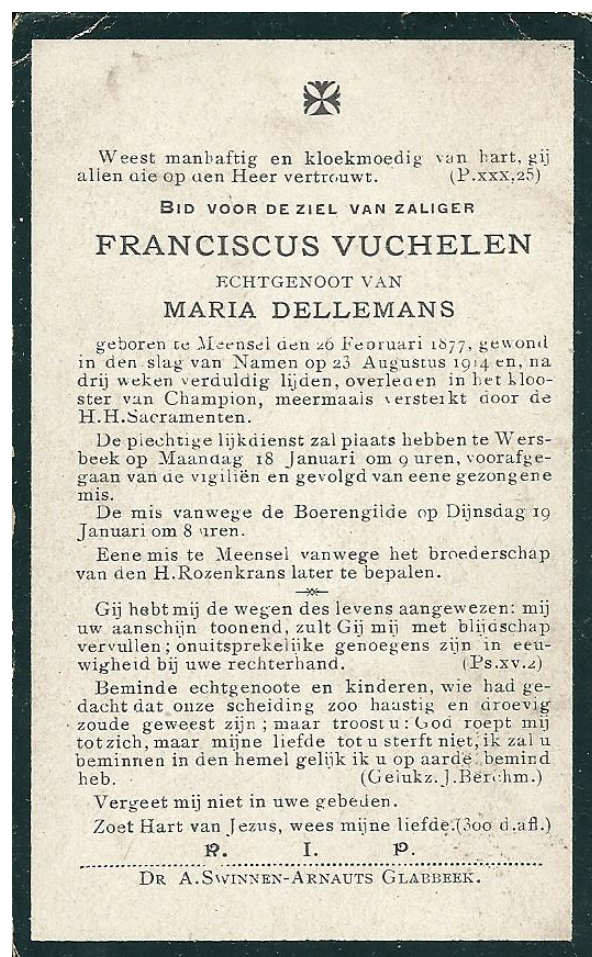 Weest manhaftig en kloekmoedig van hart, gij
allen die op den Heer vertrouwt. (P.xxx,25)
BID VOOR DE ZIEL VAN ZALIGER
FRANCISCUS VUCHELEN
ECHTGENOOT VAN
MARIA DELLEMANS
geboren te Meensel den 26 Februari 1877, gewond
in den slag van Namen op 23 Augustus 1914 en, na
drij weken verduldig lijden, overleden in het kloo-
ster van Champion, meermaals versterkt door de
H.H.Sacramenten.
De plechtige lijkdienst zal plaats hebben te Wers-
beek op Maandag 18 Januari om 9 uren, voorafge-
gaan van de vigiliën en gevolgd van eene gezongene
mis.
De mis vanwege de Boerengilde op Dijnsdag 19
Januari om 8 uren.
Eene mis te Meensel vanwege het broederschap
van den H.Rozenkrans later te bepalen.
Gij hebt mij de wegen des levens aangewezen: mij
uw aanschijn toonend, zult Gij mij met blijdschap
vervullen; onuitsprekelijke genoegens zijn in eeu-
wigheid bij uwe rechterhand. (Ps.xv.2)
Beminde echtgenoote en kinderen, wie had ge-
dacht dat onze scheiding zoo haastig en droevig
zoude geweest zijn; maar troost u: God roept mij
tot zich, maar mijne liefde tot u sterft niet, ik zal u
beminnen in den hemel gelijk ik u op aarde bemind
heb. (Gelukz.J.Berchm.)
Vergeet mij niet in uwe gebeden.
Zoet Hart van Jezus, wees mijne liefde.(300 d.afl.)
R. I. P.
DR A.SWINNEN-ARNAUTS GLABBEEK.